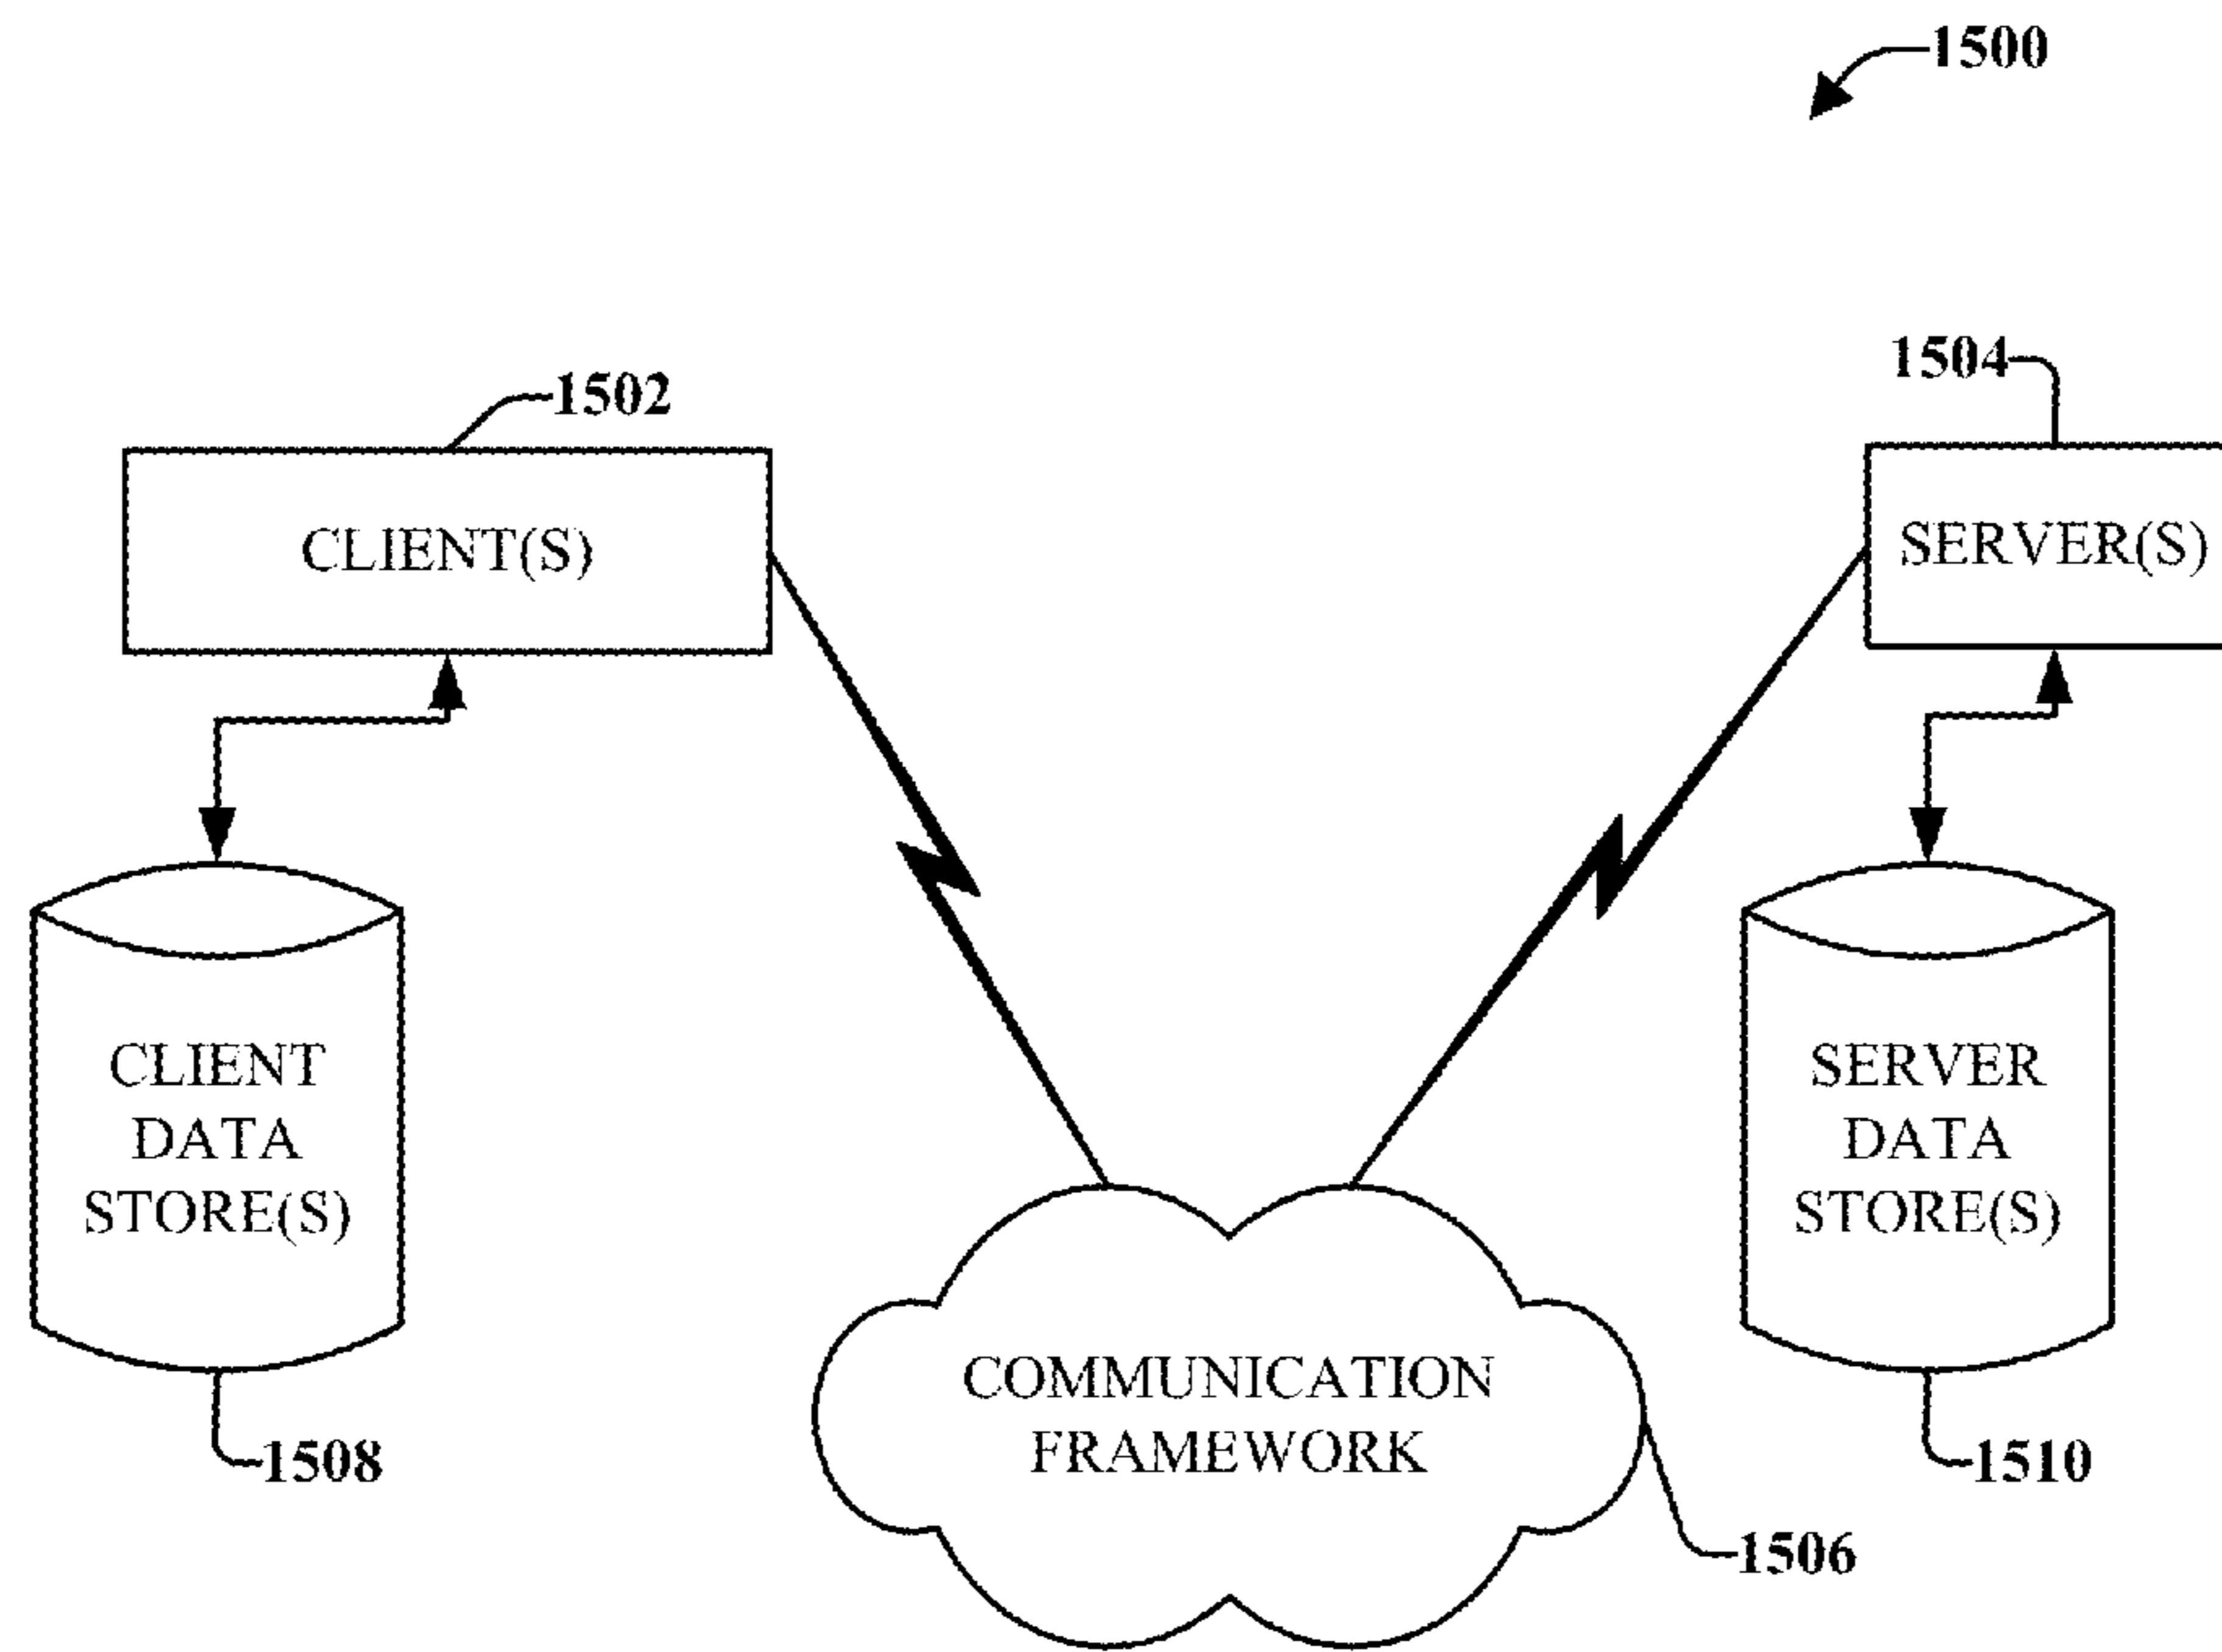 1500
1502
1504
CLIENT(S)
SERVER(S)
CLIENT
DATA
STORE(S)
SERVER
DATA
STORE(S)
COMMUNICATION
FRAMEWORK
1508
1510
1506